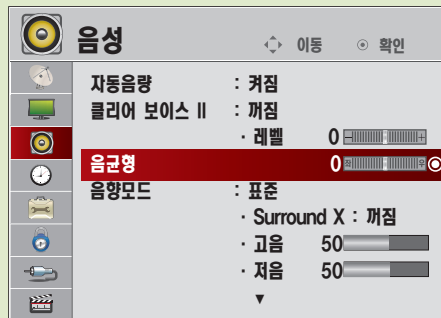 음성 이동 확인
자동음량 : 켜짐
클리어 보이스 II : 꺼짐
· 레벨 0 - +
음균형 0 좌 우
음향모드 : 표준
· Surround X : 꺼짐
· 고음 50
· 저음 50